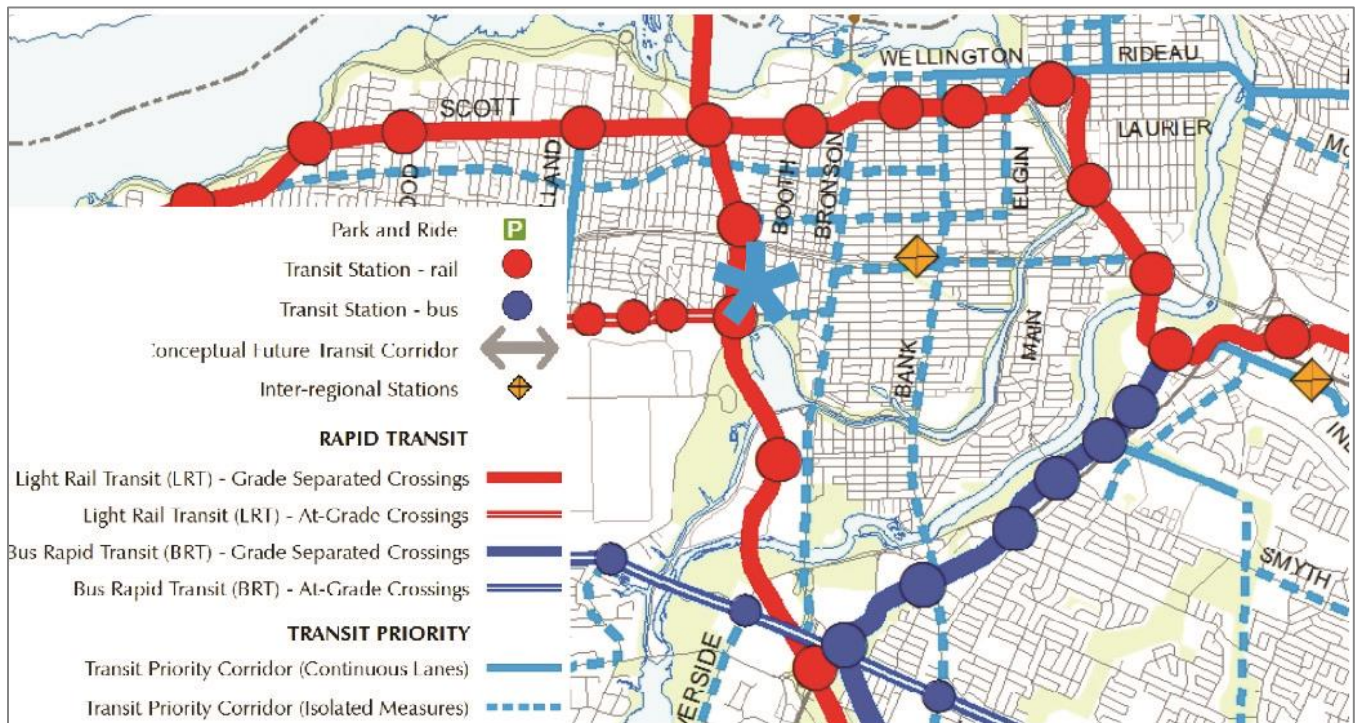 WELLINGTON
RIDEAU
SCOTT
LAURIER
OOD
LLAND
BOOTH
BRONSON
ELGIN
MAIN
BANK
SMYTH
ERSIDE
Park and Ride P
Transit Station - rail
Transit Station - bus
Conceptual Future Transit Corridor
Inter-regional Stations
RAPID TRANSIT
Light Rail Transit (LRT) - Grade Separated Crossings
Light Rail Transit (LRT) - At-Grade Crossings
Bus Rapid Transit (BRT) - Grade Separated Crossings
Bus Rapid Transit (BRT) - At-Grade Crossings
TRANSIT PRIORITY
Transit Priority Corridor (Continuous Lanes)
Transit Priority Corridor (Isolated Measures)